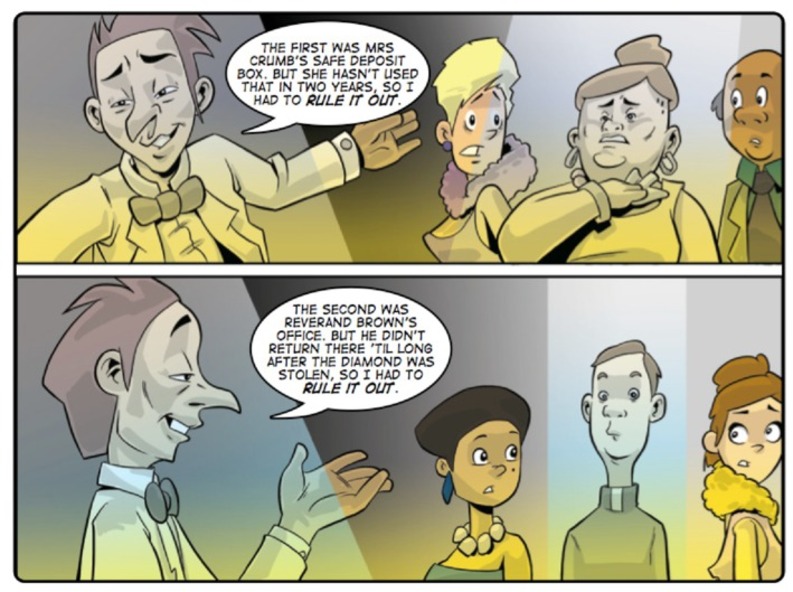 THE FIRST WAS MRS
CRUMB'S SAFE DEPOSIT
BOX. BUT SHE HASN'T USED
THAT IN TWO YEARS, SO I
HAD TO RULE IT OUT.
THE SECOND WAS
REVERAND BROWN'S
OFFICE. BUT HE DIDN'T
RETURN THERE 'TIL LONG
AFTER THE DIAMOND WAS
STOLEN, SO I HAD TO
RULE IT OUT.